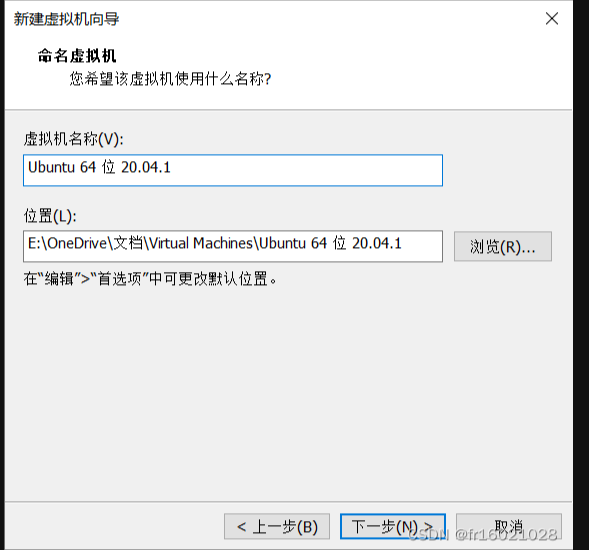 新建虚拟机向导
命名虚拟机
您希望该虚拟机使用什么名称?
虚拟机名称(V):
Ubuntu 64 位 20.04.1
位置(L):
E:\OneDrive\文档\Virtual Machines\Ubuntu 64 位 20.04.1
浏览(R)...
在“编辑”>“首选项”中可更改默认位置。
< 上一步(B)
下一步(N) >
取消
CSDN @fr16021028